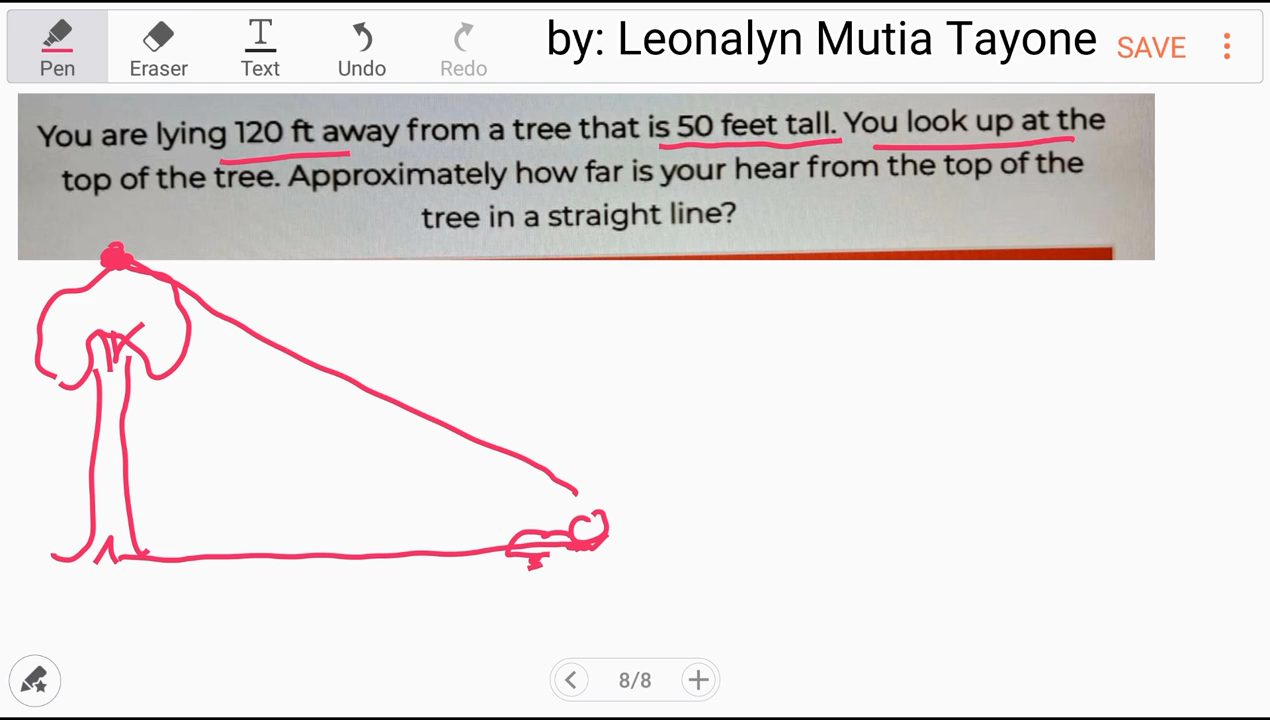 by: Leonalyn Mutia Tayone
Pen Eraser Text Undo Redo SAVE
You are lying 120 ft away from a tree that is 50 feet tall. You look up at the
top of the tree. Approximately how far is your hear from the top of the
tree in a straight line?
8/8